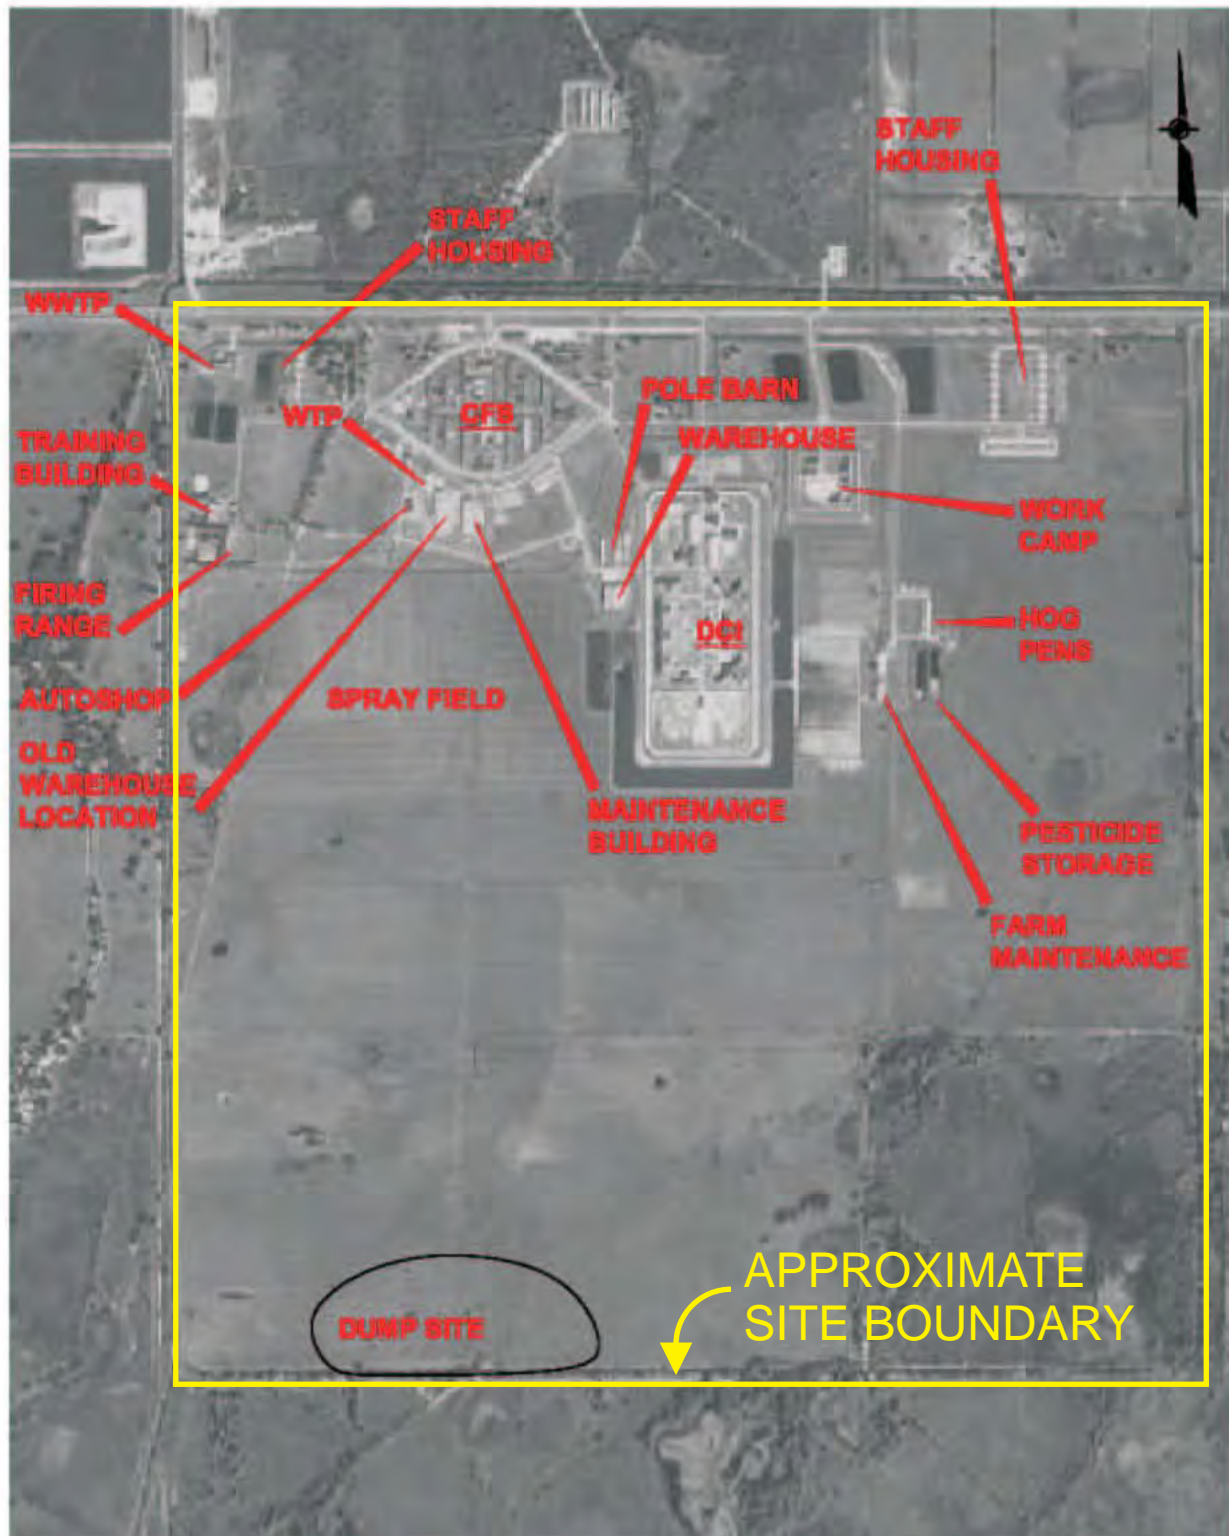 STAFF
HOUSING
STAFF
HOUSING
WWTP
POLE BARN
CFS
WTP
WAREHOUSE
TRAINING
BUILDING
WORK
CAMP
FIRING
RANGE
HOG
PENS
DCI
AUTOSHOP
SPRAY FIELD
OLD
WAREHOUSE
LOCATION
MAINTENANCE
BUILDING
PESTICIDE
STORAGE
FARM
MAINTENANCE
APPROXIMATE
SITE BOUNDARY
DUMP SITE